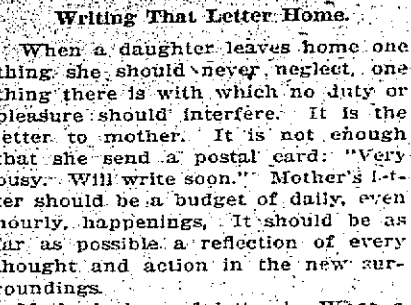 Writing That Letter Home.
When a daughter leaves home one
thing she should never neglect, one
thing there is with which no duty or
pleasure should interfere. It is the
letter to mother. It is not enough
that she send a postal card: "Very
busy. Will write soon." Mother's let-
ter should be a budget of daily, even
hourly, happenings, It should be as
far as possible a reflection of every
thought and action in the new sur-
roundings.